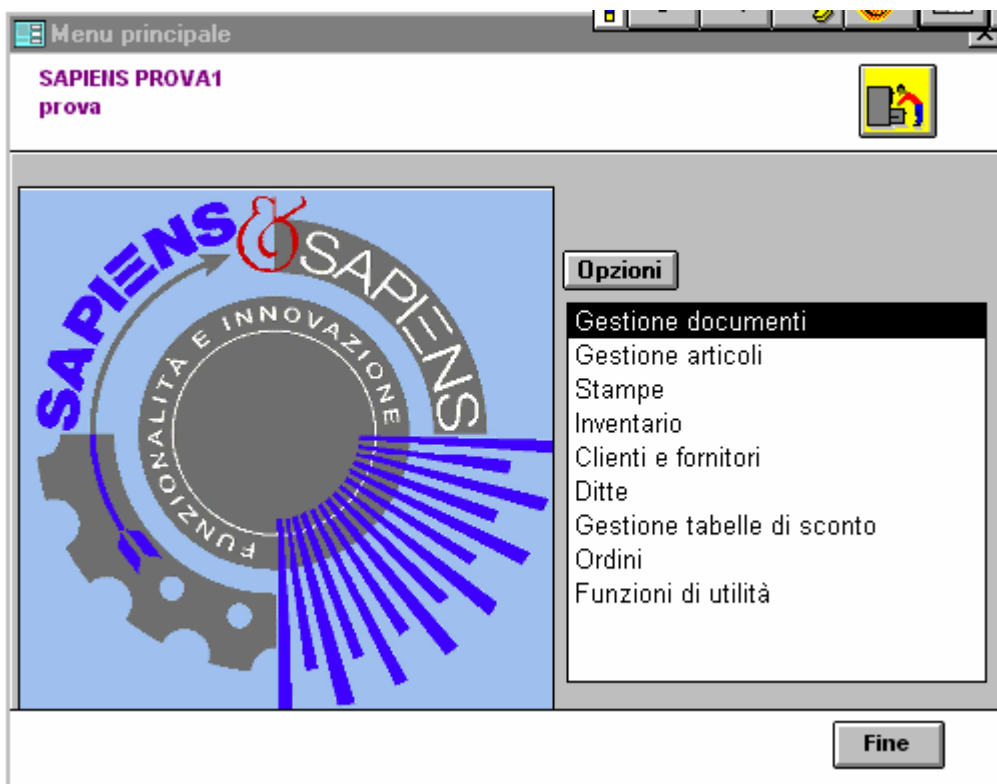 Menu principale
SAPIENS PROVA1
prova
SAPIENS & SAPIENS
FUNZIONALITÀ E INNOVAZIONE
Opzioni
Gestione documenti
Gestione articoli
Stampe
Inventario
Clienti e fornitori
Ditte
Gestione tabelle di sconto
Ordini
Funzioni di utilità
Fine